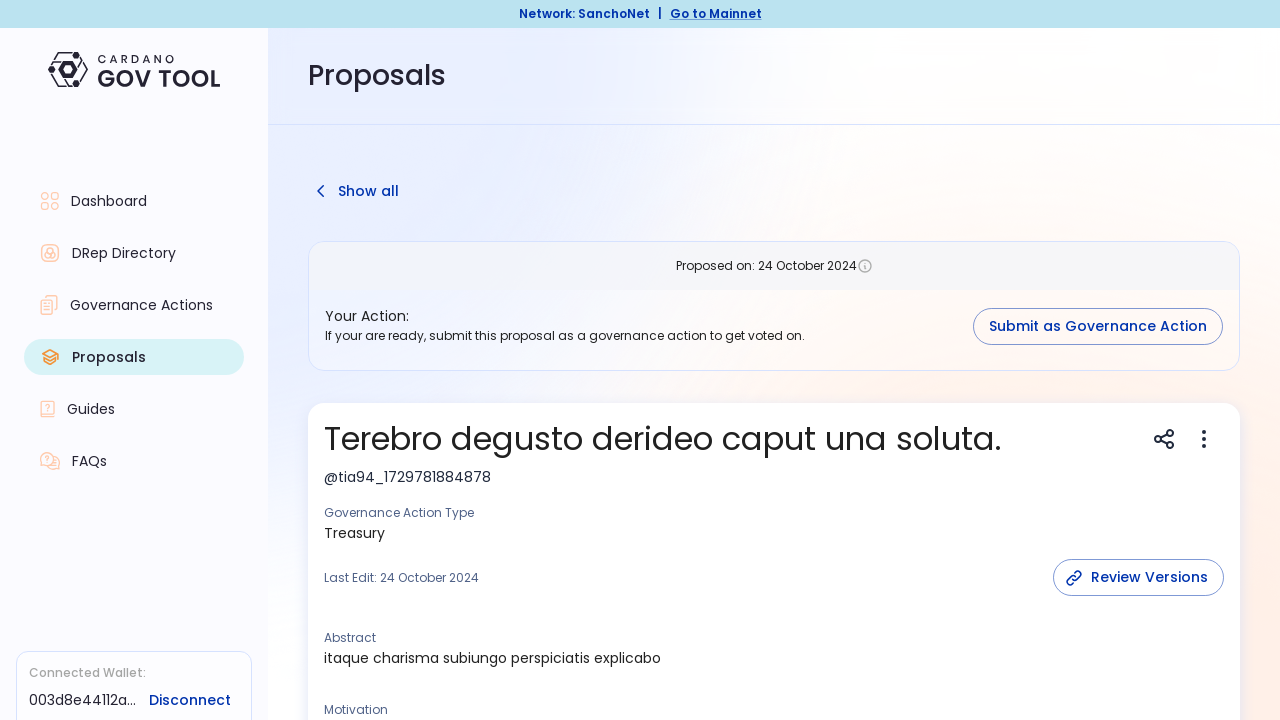 Network: SanchoNet | Go to Mainnet
CARDANO
GOV TOOL
Proposals
Dashboard
DRep Directory
Governance Actions
Proposals
Guides
FAQs
Connected Wallet:
003d8e44112a...
Disconnect
Show all
Proposed on: 24 October 2024
Your Action:
If your are ready, submit this proposal as a governance action to get voted on.
Submit as Governance Action
Terebro degusto derideo caput una soluta.
@tia94_1729781884878
Governance Action Type
Treasury
Last Edit: 24 October 2024
Review Versions
Abstract
itaque charisma subiungo perspiciatis explicabo
Motivation